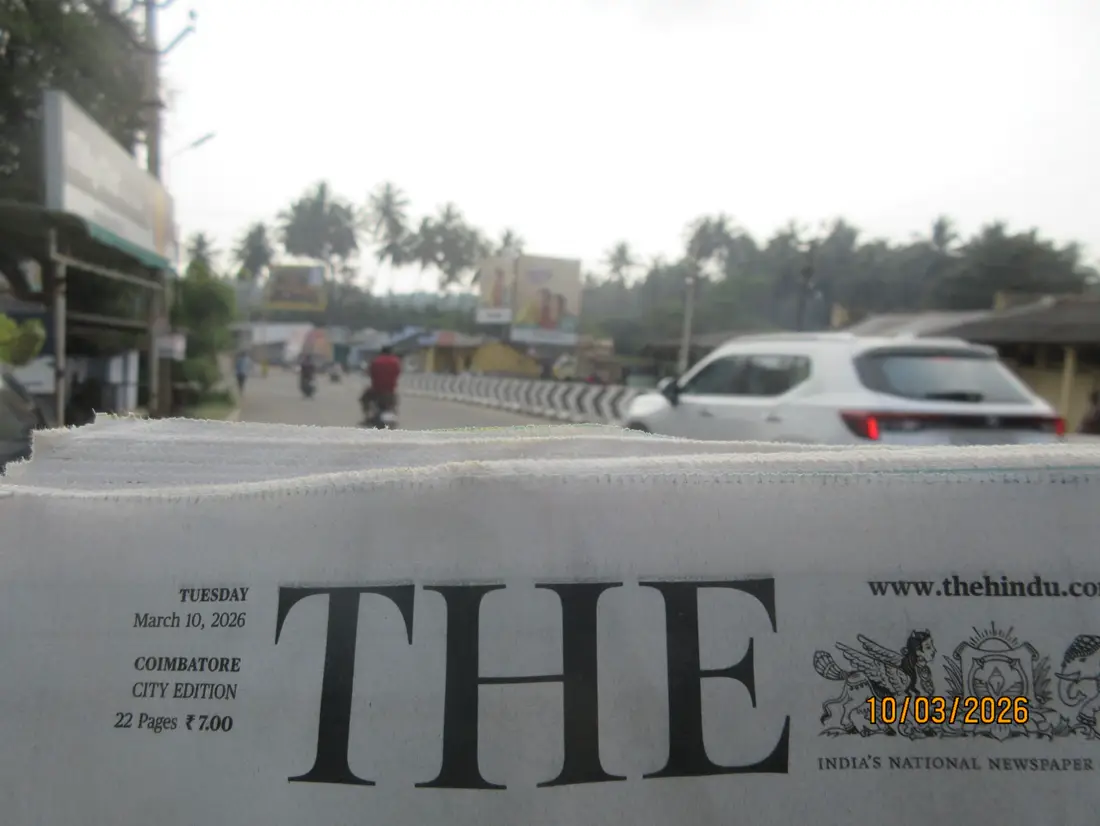 TUESDAY
March 10, 2026
COIMBATORE
CITY EDITION
22 Pages ₹7.00
THE
www.thehindu.co
10/03/2026
INDIA'S NATIONAL NEWSPAPER